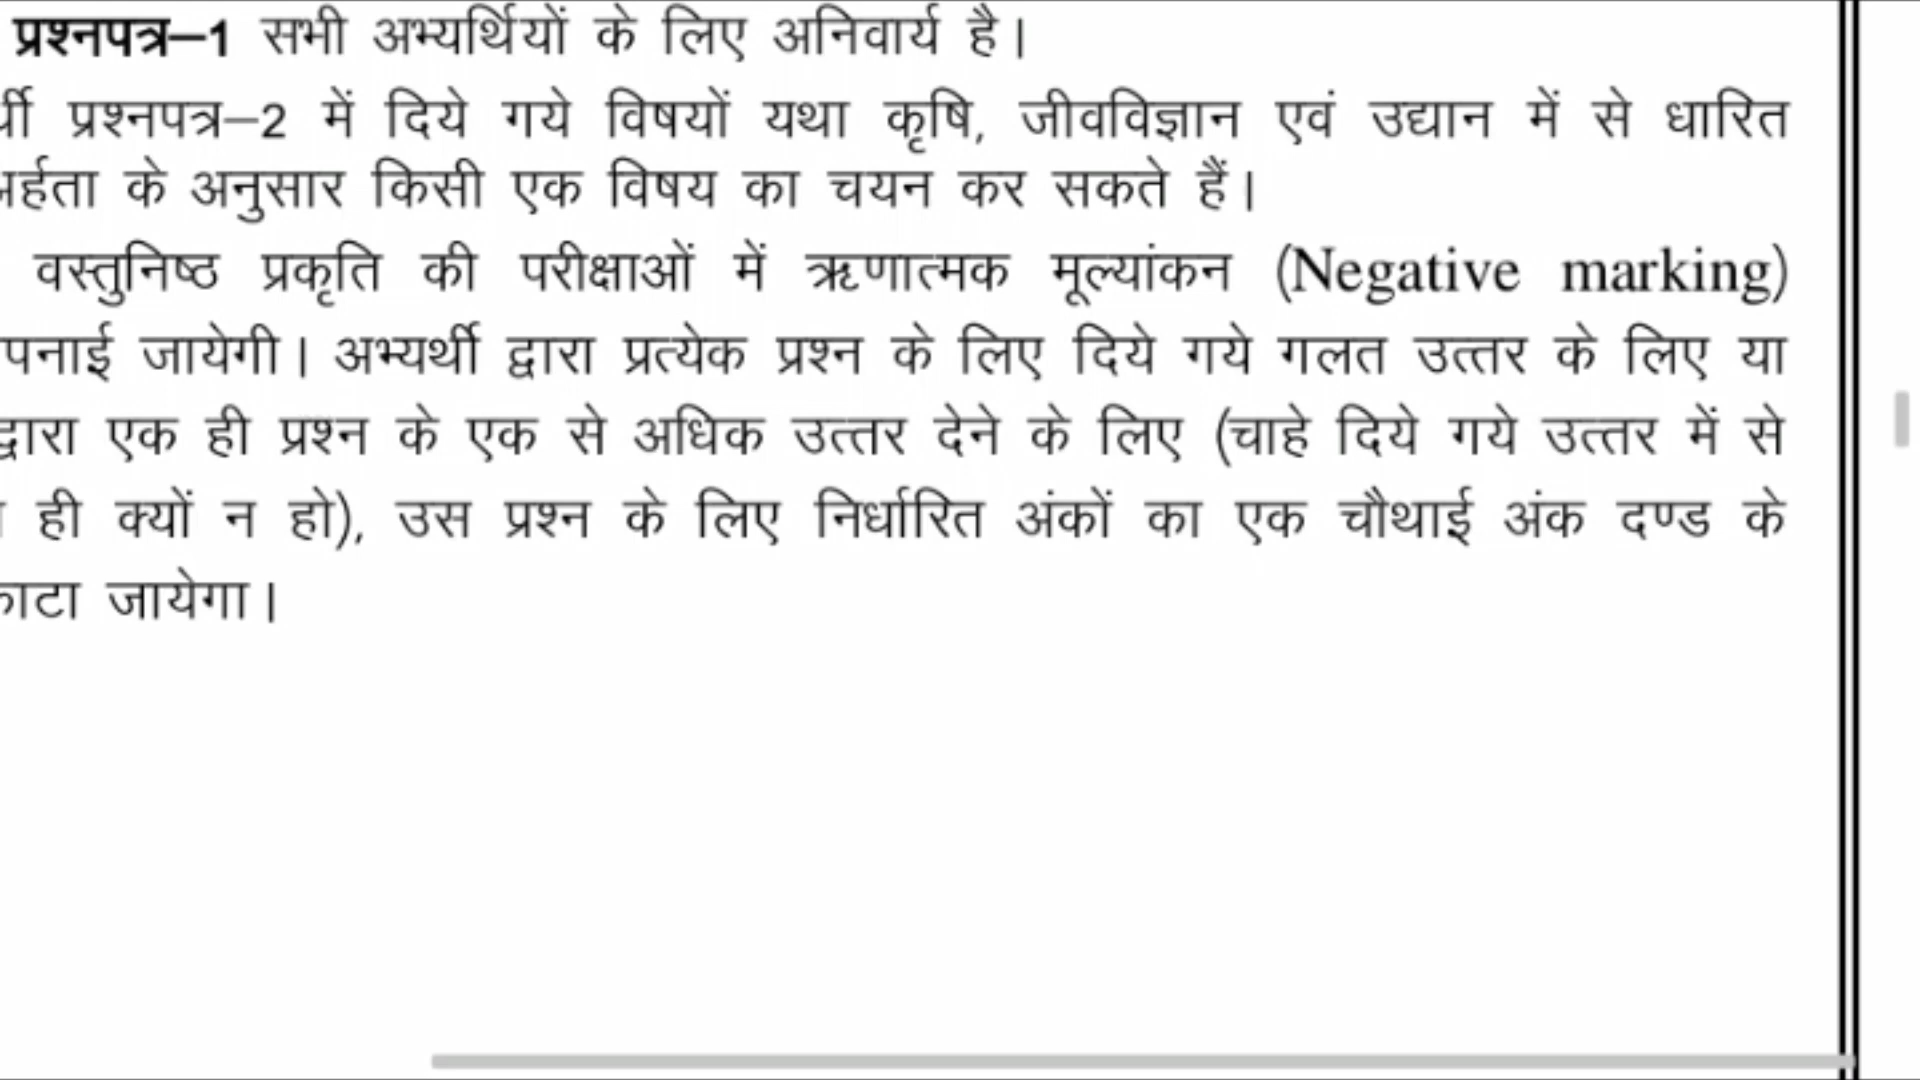 प्रश्नपत्र–1 सभी अभ्यर्थियों के लिए अनिवार्य है।
प्रश्नपत्र–2 में दिये गये विषयों यथा कृषि, जीवविज्ञान एवं उद्यान में से धारित
के अनुसार किसी एक विषय का चयन कर सकते हैं।
वस्तुनिष्ठ प्रकृति की परीक्षाओं में ऋणात्मक मूल्यांकन (Negative marking)
जायेगी। अभ्यर्थी द्वारा प्रत्येक प्रश्न के लिए दिये गये गलत उत्तर के लिए या
द्वारा एक ही प्रश्न के एक से अधिक उत्तर देने के लिए (चाहे दिये गये उत्तर में से
ही क्यों न हो), उस प्रश्न के लिए निर्धारित अंकों का एक चौथाई अंक दण्ड के
जायेगा।